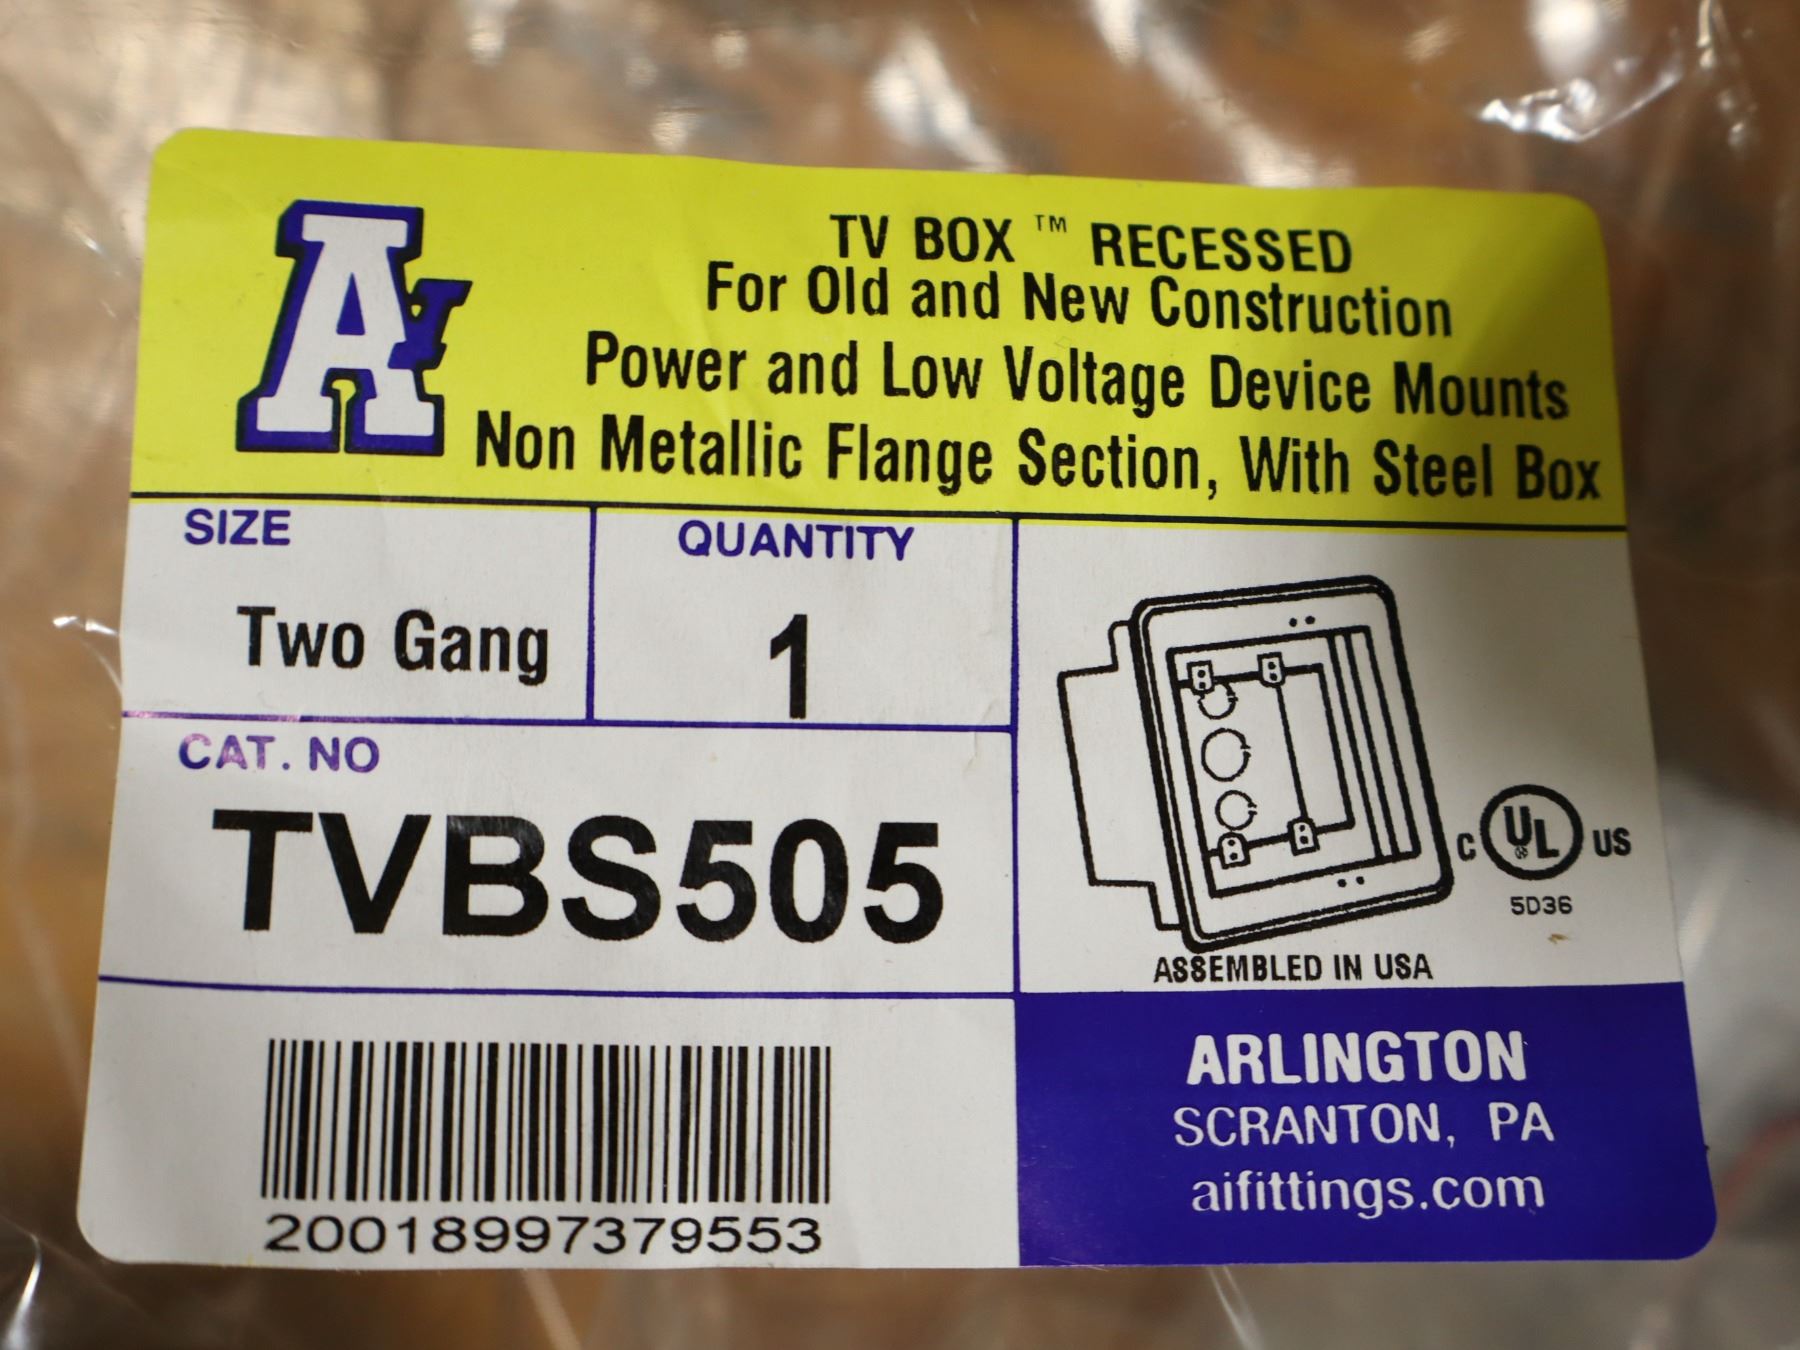 A
TV BOX ™ RECESSED
For Old and New Construction
Power and Low Voltage Device Mounts
Non Metallic Flange Section, With Steel Box
SIZE
Two Gang
QUANTITY
1
CAT. NO
TVBS505
C UL US
5D36
ASSEMBLED IN USA
20018997379553
ARLINGTON
SCRANTON, PA
aifittings.com